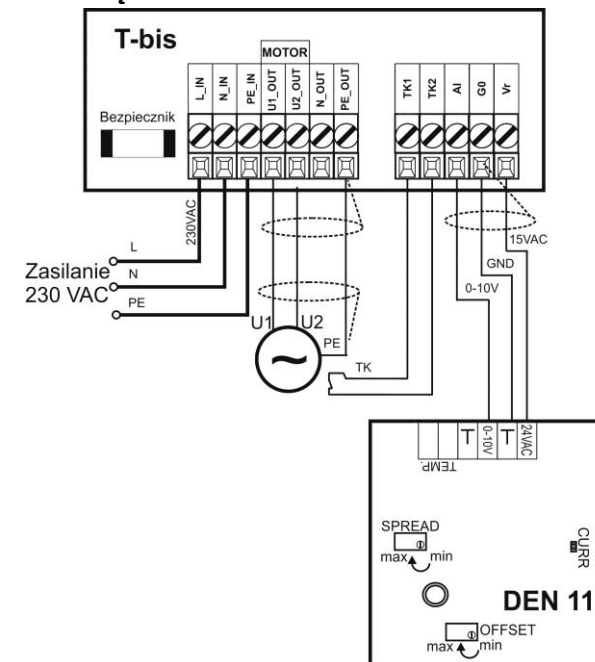 T-bis
MOTOR
L_IN
N_IN
PE_IN
U1_OUT
U2_OUT
N_OUT
PE_OUT
TK1
TK2
AI
G0
Vr
Bezpiecznik
230VAC
L
Zasilanie
230 VAC
N
PE
15VAC
GND
0-10V
U1
U2
PE
TK
~
TEMP.
0-10V
24VAC
SPREAD
max
min
CURR
DEN 11
OFFSET
max
min